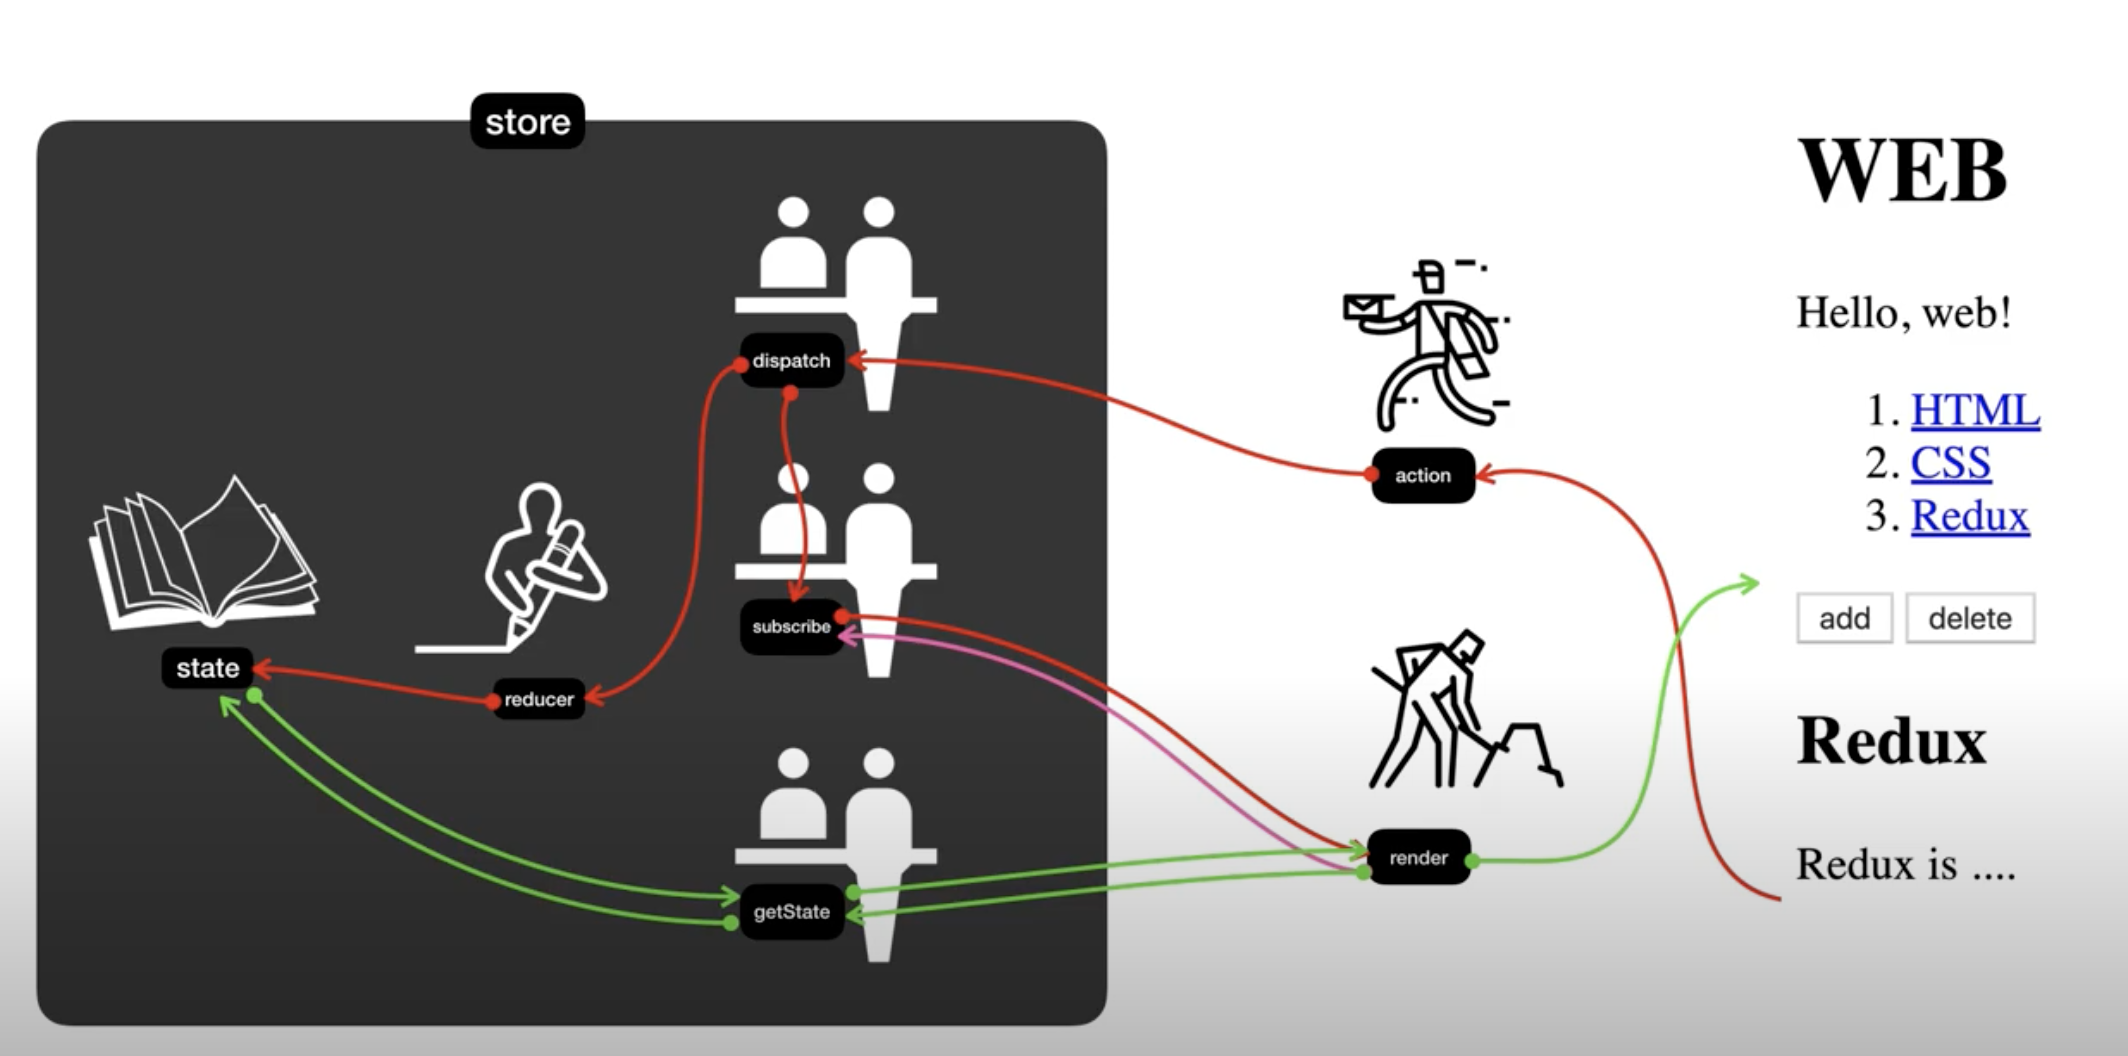 store
dispatch
subscribe
state
reducer
getState
action
render
WEB
Hello, web!
1. HTML
2. CSS
3. Redux
add delete
Redux
Redux is ....